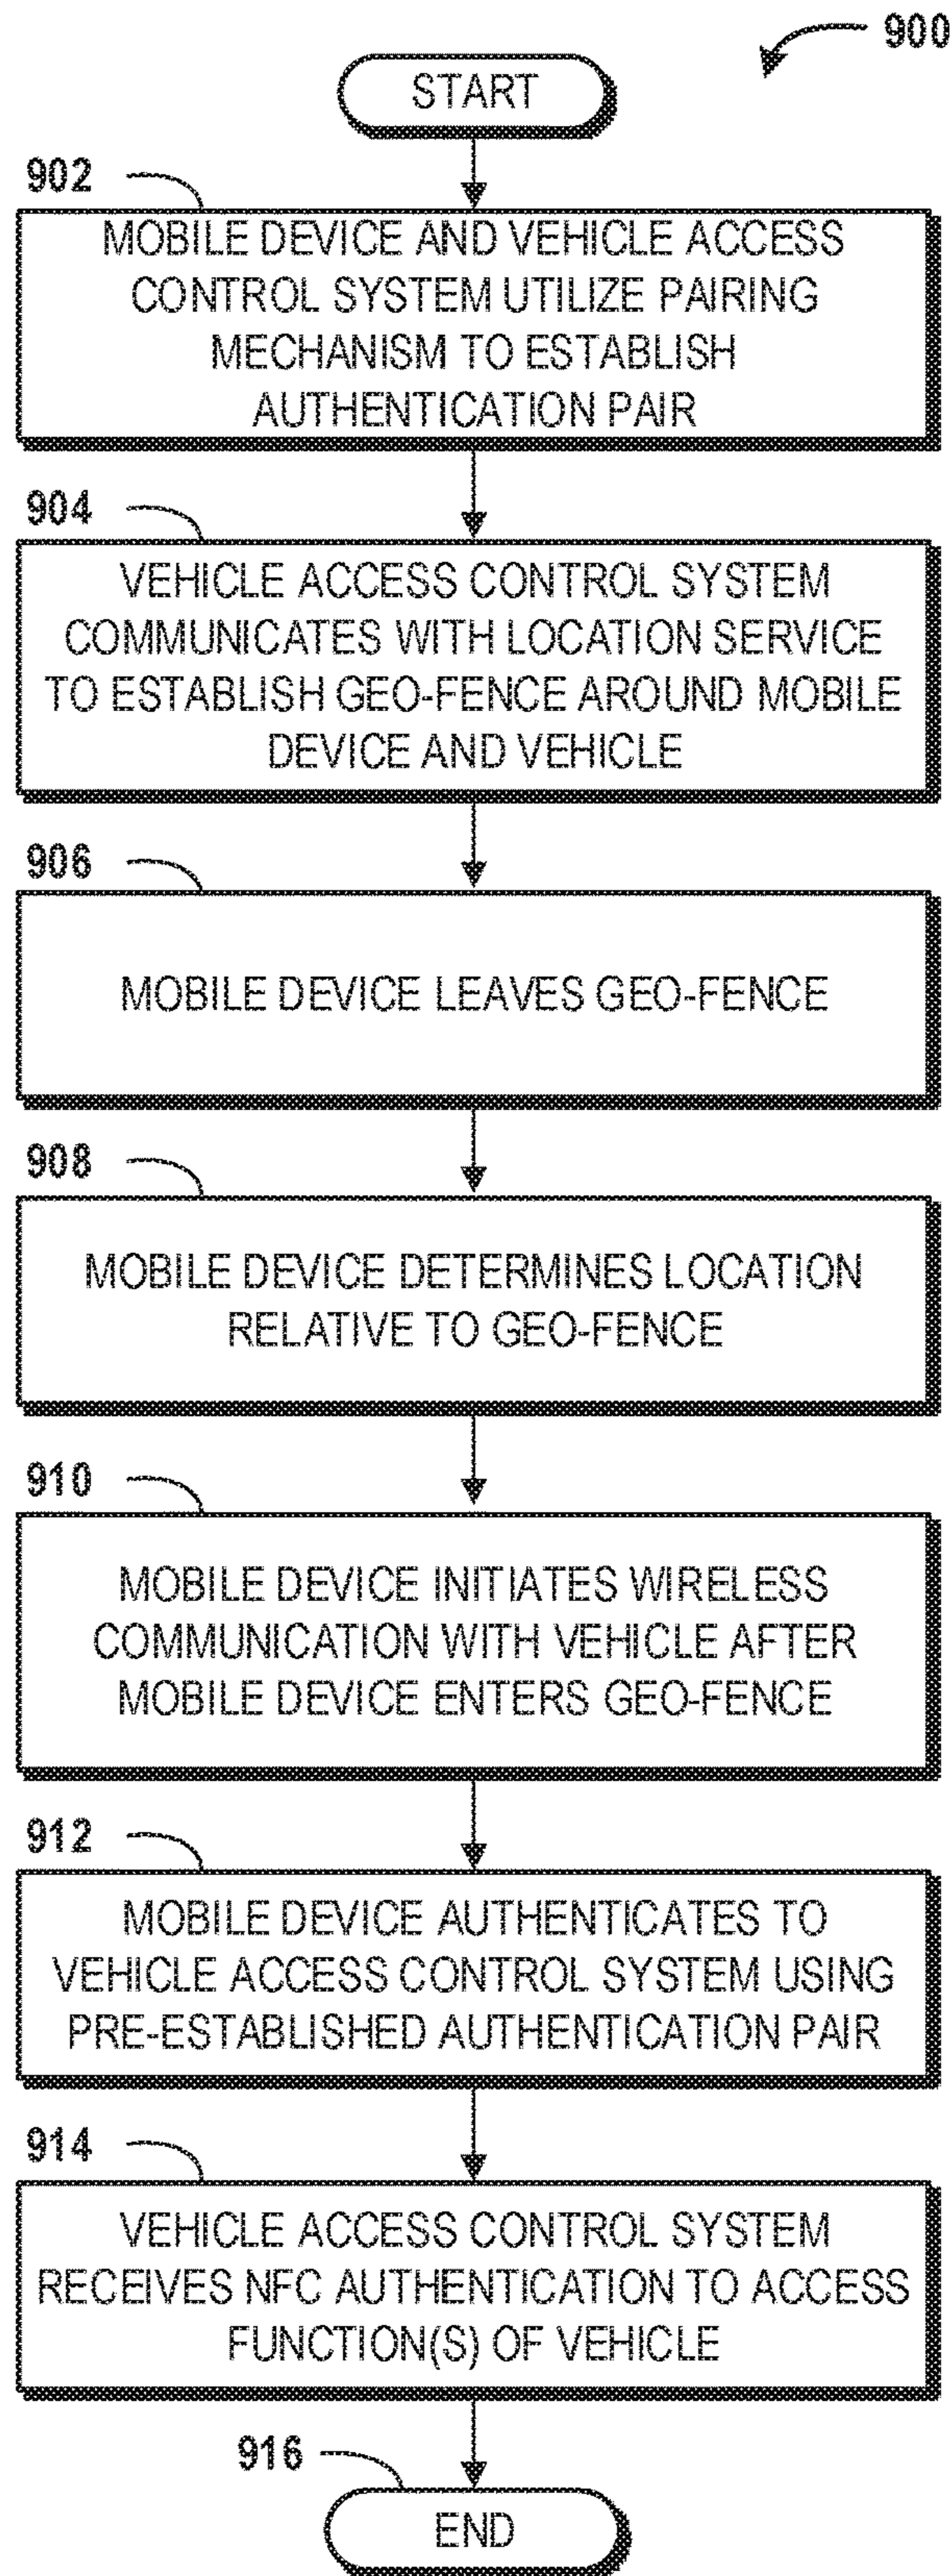 900
START
902
MOBILE DEVICE AND VEHICLE ACCESS
CONTROL SYSTEM UTILIZE PAIRING
MECHANISM TO ESTABLISH
AUTHENTICATION PAIR
904
VEHICLE ACCESS CONTROL SYSTEM
COMMUNICATES WITH LOCATION SERVICE
TO ESTABLISH GEO-FENCE AROUND MOBILE
DEVICE AND VEHICLE
906
MOBILE DEVICE LEAVES GEO-FENCE
908
MOBILE DEVICE DETERMINES LOCATION
RELATIVE TO GEO-FENCE
910
MOBILE DEVICE INITIATES WIRELESS
COMMUNICATION WITH VEHICLE AFTER
MOBILE DEVICE ENTERS GEO-FENCE
912
MOBILE DEVICE AUTHENTICATES TO
VEHICLE ACCESS CONTROL SYSTEM USING
PRE-ESTABLISHED AUTHENTICATION PAIR
914
VEHICLE ACCESS CONTROL SYSTEM
RECEIVES NFC AUTHENTICATION TO ACCESS
FUNCTION(S) OF VEHICLE
916
END